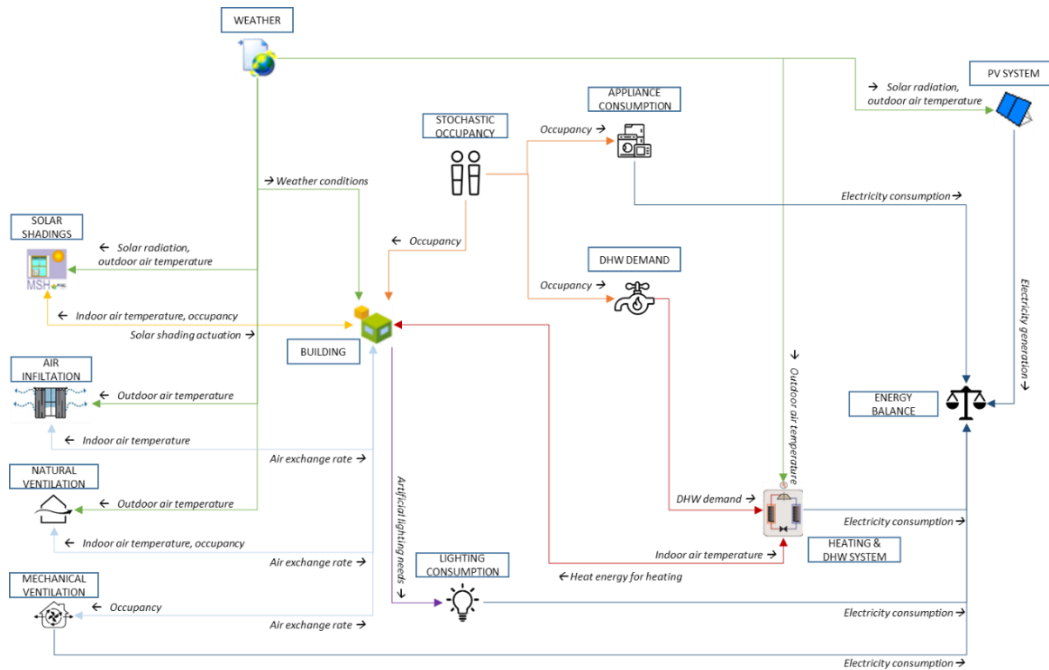 WEATHER
PV SYSTEM
→ Solar radiation,
outdoor air temperature
APPLIANCE
CONSUMPTION
STOCHASTIC
OCCUPANCY
Occupancy →
→ Weather conditions
Electricity consumption →
SOLAR
SHADINGS
← Solar radiation,
outdoor air temperature
MSH
← Occupancy
DHW DEMAND
Occupancy →
← Indoor air temperature, occupancy
Solar shading actuation →
BUILDING
AIR
INFILTATION
← Outdoor air temperature
← Indoor air temperature
Air exchange rate →
Electricity generation →
→ Outdoor air temperature
ENERGY
BALANCE
NATURAL
VENTILATION
← Outdoor air temperature
← Indoor air temperature, occupancy
Air exchange rate →
Artificial lighting needs →
DHW demand →
Electricity consumption →
HEATING &
DHW SYSTEM
Indoor air temperature →
← Heat energy for heating
LIGHTING
CONSUMPTION
MECHANICAL
VENTILATION
← Occupancy
Air exchange rate →
Electricity consumption →
Electricity consumption →